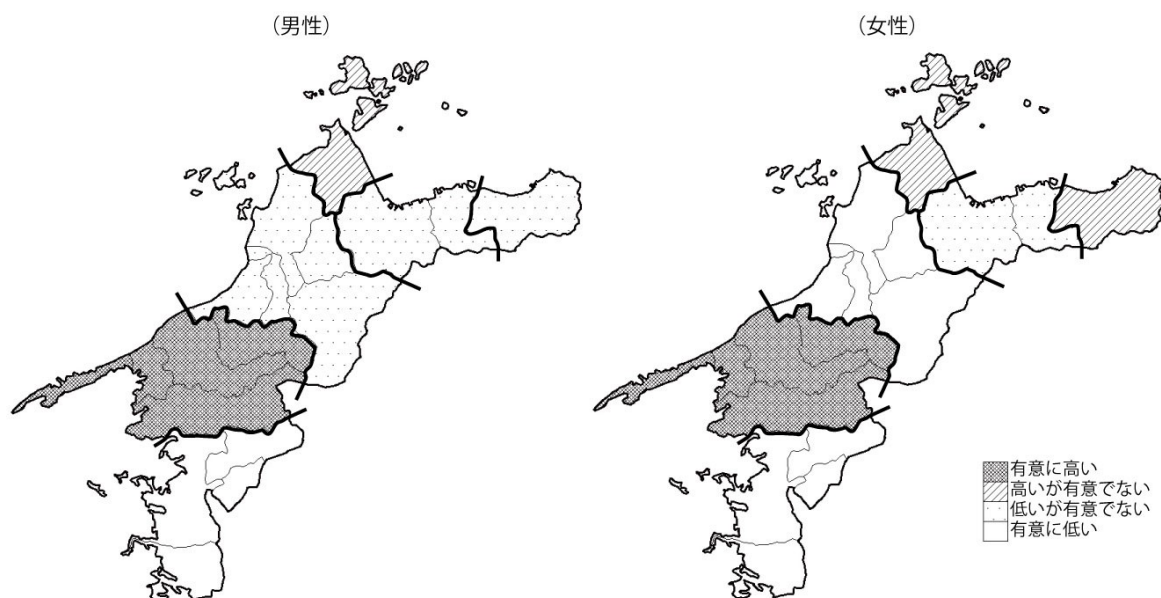 (男性)
(女性)
有意に高い
高いが有意でない
低いが有意でない
有意に低い